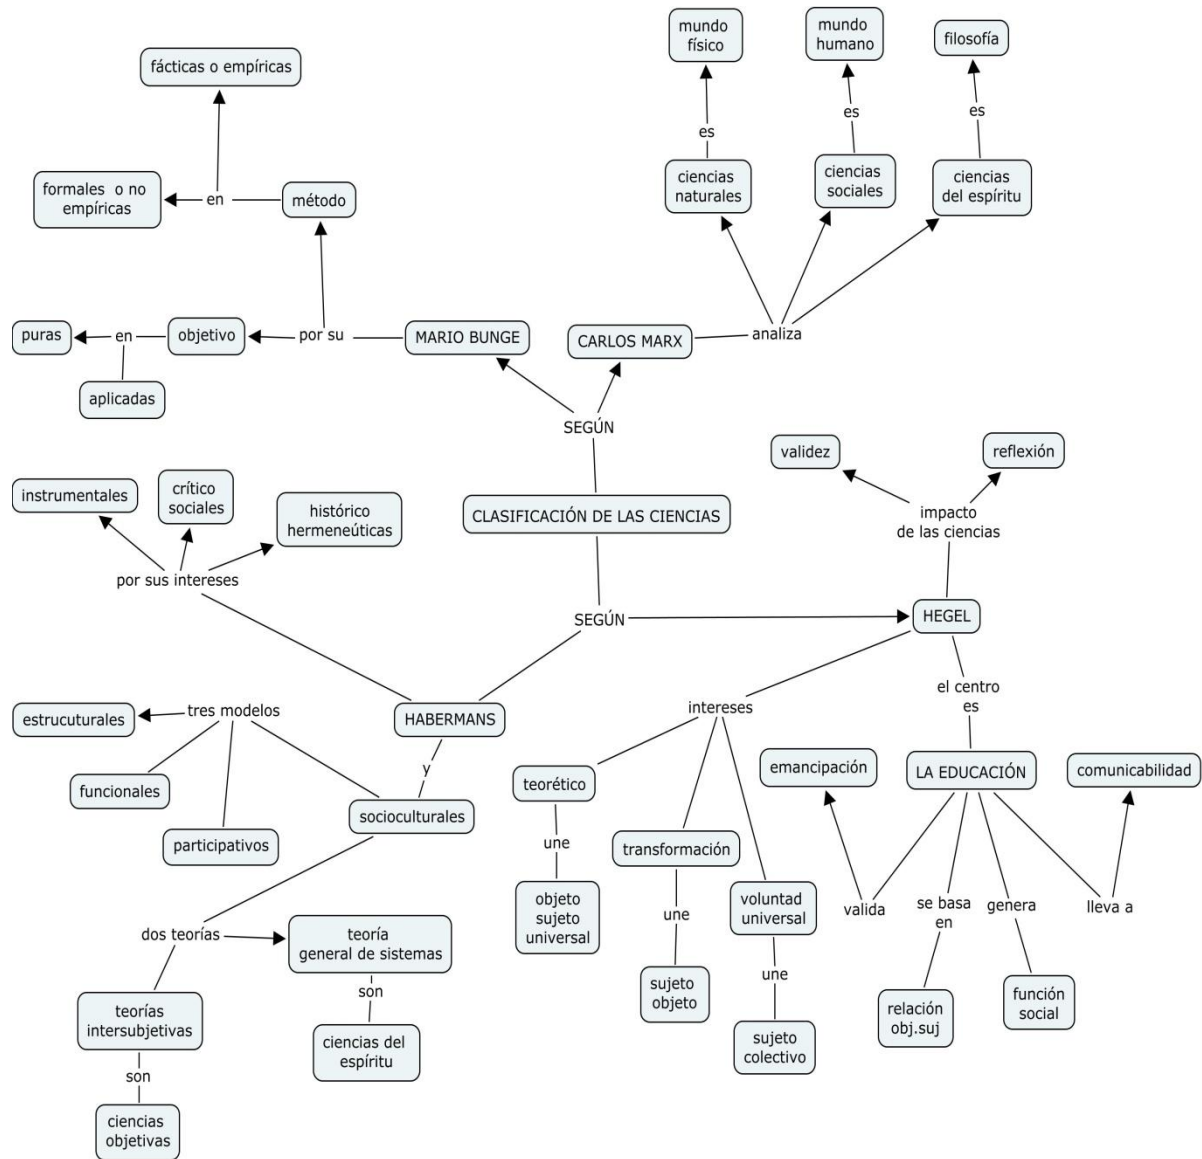 mundo
físico
mundo
humano
filosofía
fácticas o empíricas
es
es
es
formales o no
empíricas
en
método
ciencias
naturales
ciencias
sociales
ciencias
del espíritu
puras
en
objetivo
por su
MARIO BUNGE
CARLOS MARX
analiza
aplicadas
SEGÚN
validez
reflexión
instrumentales
crítico
sociales
histórico
hermeneúticas
CLASIFICACIÓN DE LAS CIENCIAS
impacto
de las ciencias
por sus intereses
SEGÚN
HEGEL
el centro
es
estrucuturales
tres modelos
HABERMANS
intereses
funcionales
y
teorético
emancipación
LA EDUCACIÓN
comunicabilidad
participativos
socioculturales
une
transformación
objeto
sujeto
universal
une
voluntad
universal
valida
se basa
en
genera
lleva a
dos teorías
teoría
general de sistemas
son
sujeto
objeto
une
relación
obj.suj
función
social
teorías
intersubjetivas
ciencias del
espíritu
sujeto
colectivo
son
ciencias
objetivas